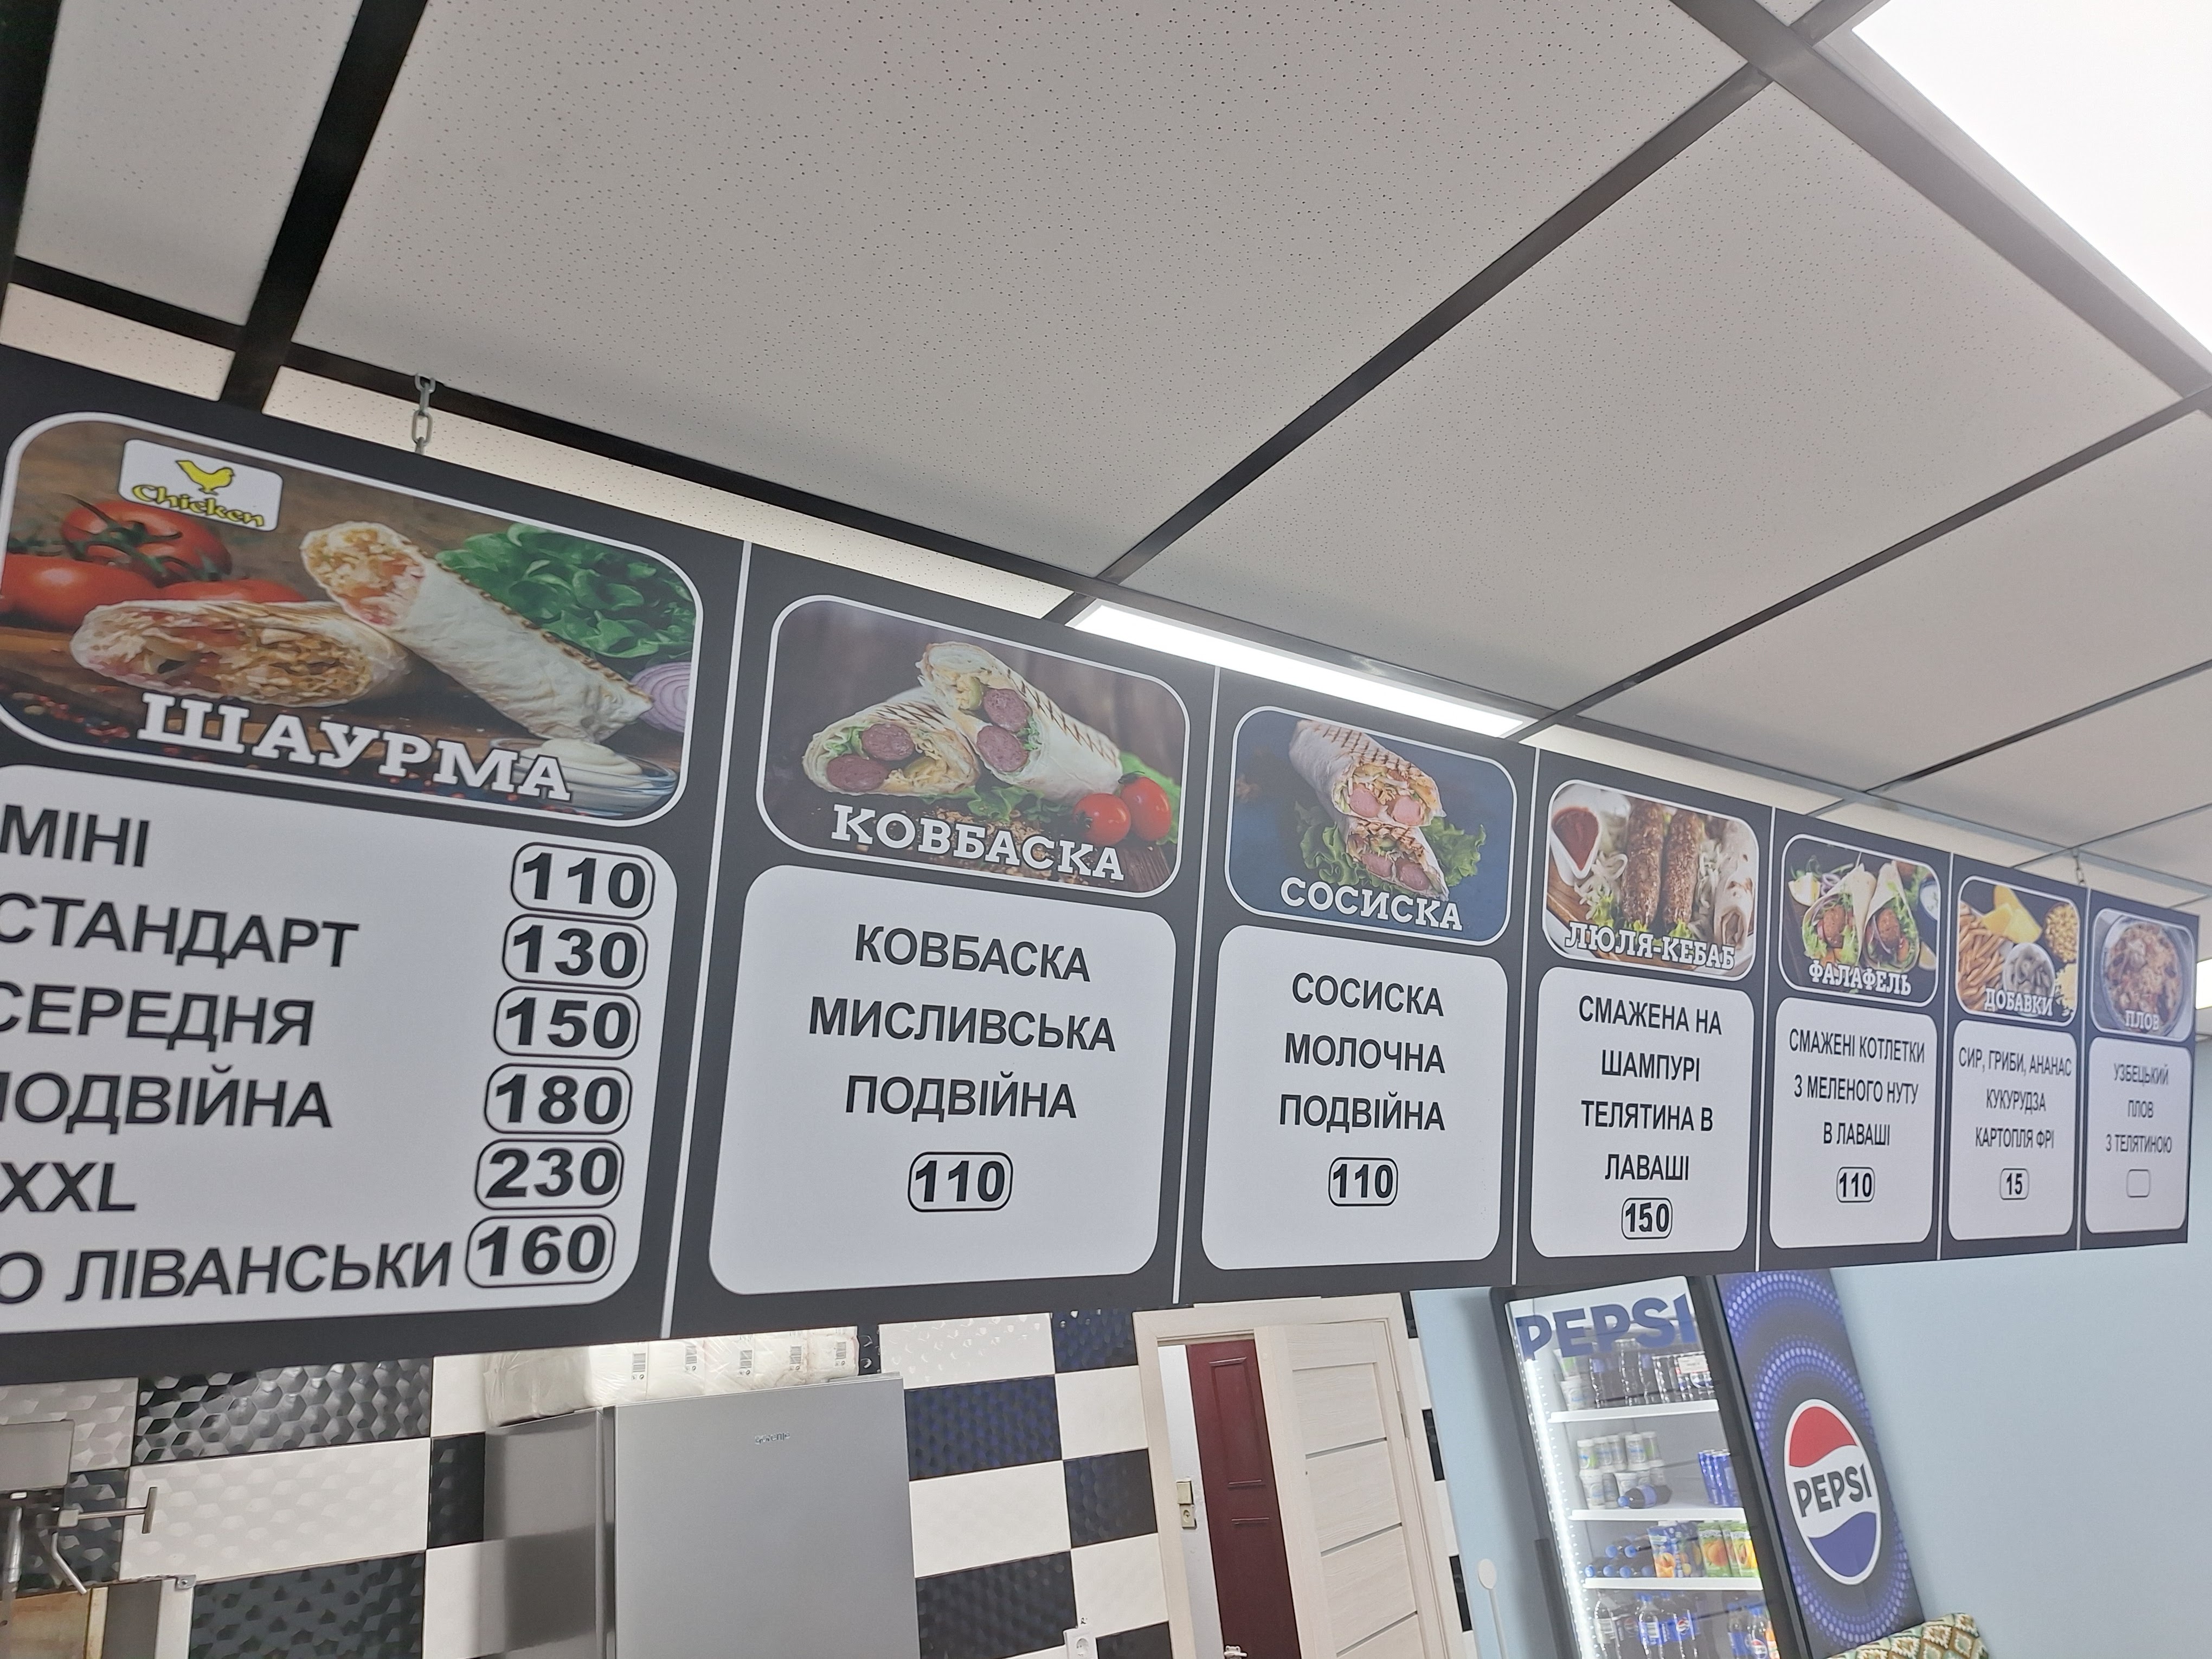 Chicken
ШАУРМА
МІНІ 110
СТАНДАРТ 130
СЕРЕДНЯ 150
ПОДВІЙНА 180
XXL 230
О ЛІВАНСЬКИ 160
КОВБАСКА
КОВБАСКА
МИСЛИВСЬКА
ПОДВІЙНА
110
СОСИСКА
СОСИСКА
МОЛОЧНА
ПОДВІЙНА
110
ЛЮЛЯ-КЕБАБ
СМАЖЕНА НА
ШАМПУРІ
ТЕЛЯТИНА В
ЛАВАШІ
150
ФАЛАФЕЛЬ
СМАЖЕНІ КОТЛЕТКИ
З МЕЛЕНОГО НУТУ
В ЛАВАШІ
110
ДОБАВКИ
СИР, ГРИБИ, АНАНАС
КУКУРУДЗА
КАРТОПЛЯ ФРІ
15
ПЛОВ
УЗБЕЦЬКИЙ
ПЛОВ
З ТЕЛЯТИНОЮ
PEPSI
PEPSI
gorenje